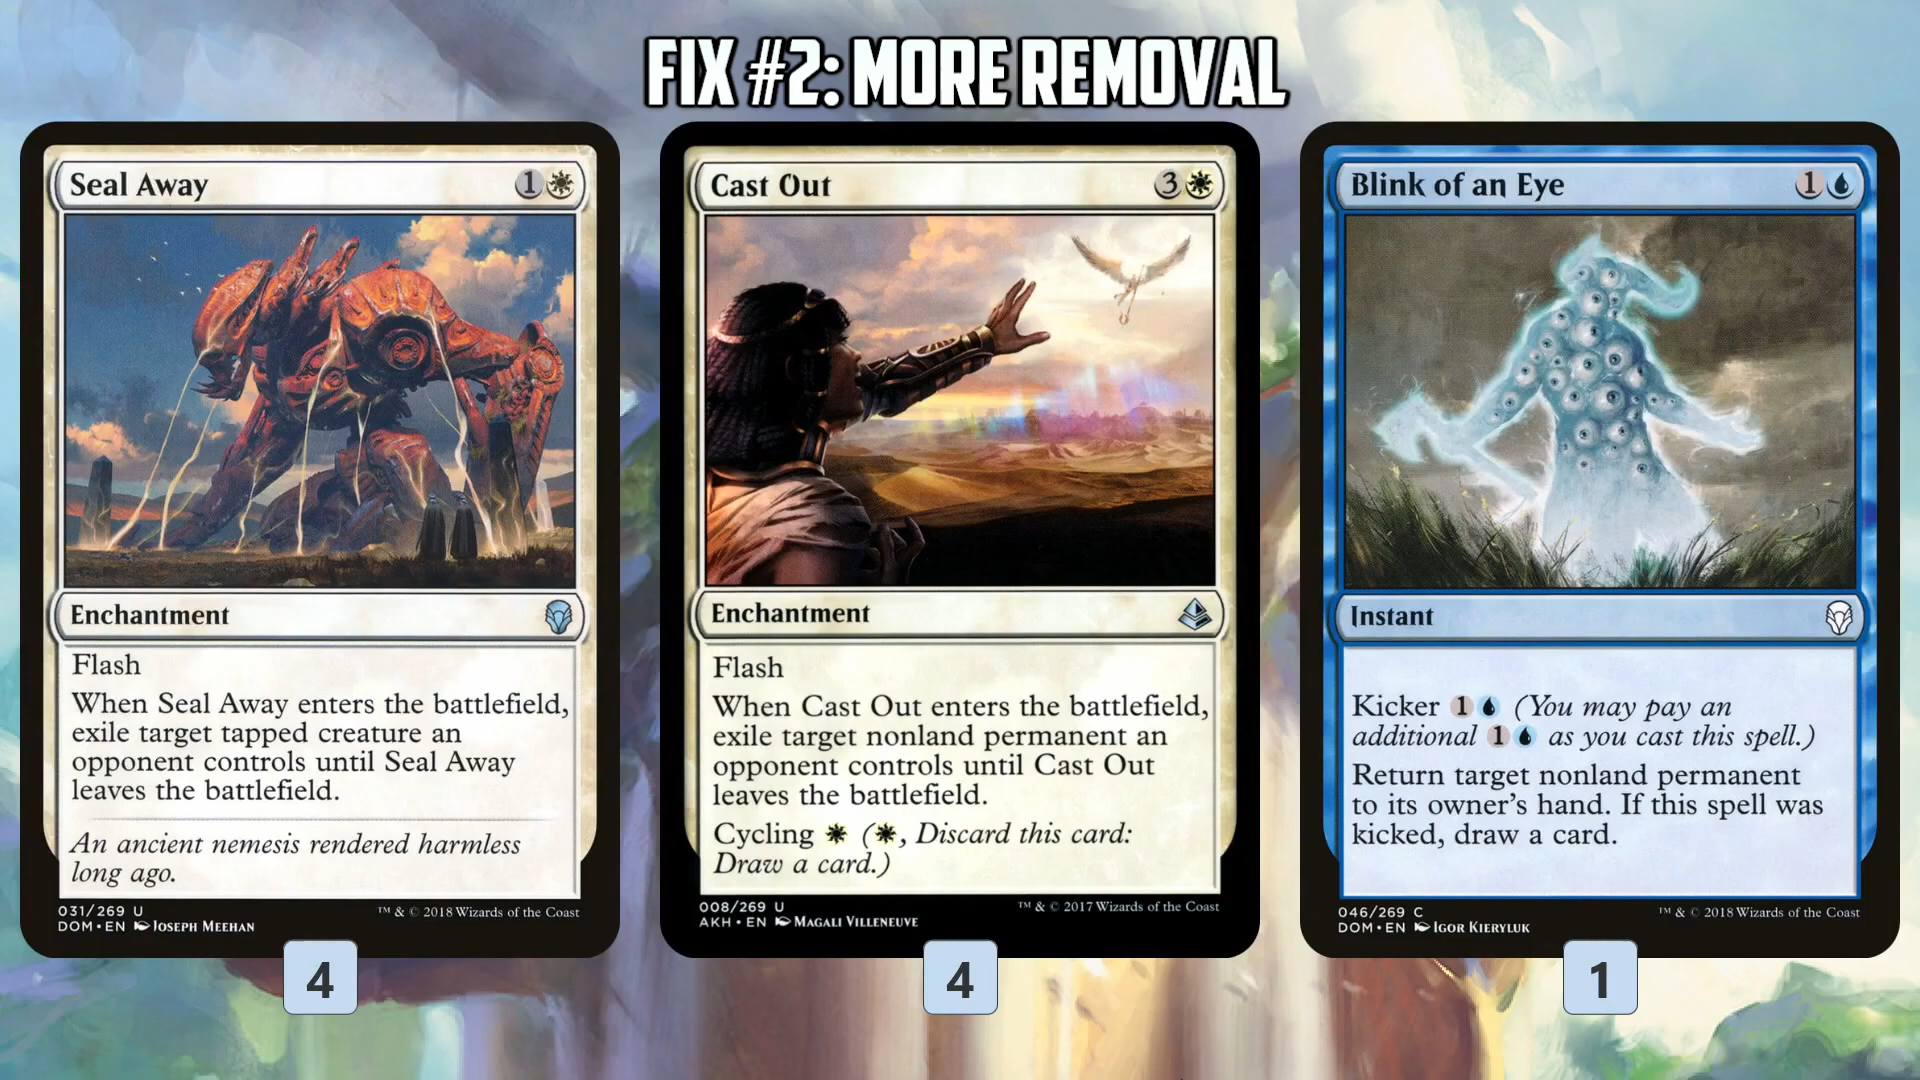 FIX #2: MORE REMOVAL
Seal Away 1
Enchantment
Flash
When Seal Away enters the battlefield,
exile target tapped creature an
opponent controls until Seal Away
leaves the battlefield.
An ancient nemesis rendered harmless
long ago.
031/269 U
DOM • EN JOSEPH MEEHAN
™ & © 2018 Wizards of the Coast
4
Cast Out 3
Enchantment
Flash
When Cast Out enters the battlefield,
exile target nonland permanent an
opponent controls until Cast Out
leaves the battlefield.
Cycling (, Discard this card:
Draw a card.)
008/269 U
AKH • EN MAGALI VILLENEUVE
™ & © 2017 Wizards of the Coast
4
Blink of an Eye 1
Instant
Kicker 1 (You may pay an
additional 1 as you cast this spell.)
Return target nonland permanent
to its owner's hand. If this spell was
kicked, draw a card.
046/269 C
DOM • EN IGOR KIERYLUK
™ & © 2018 Wizards of the Coast
1